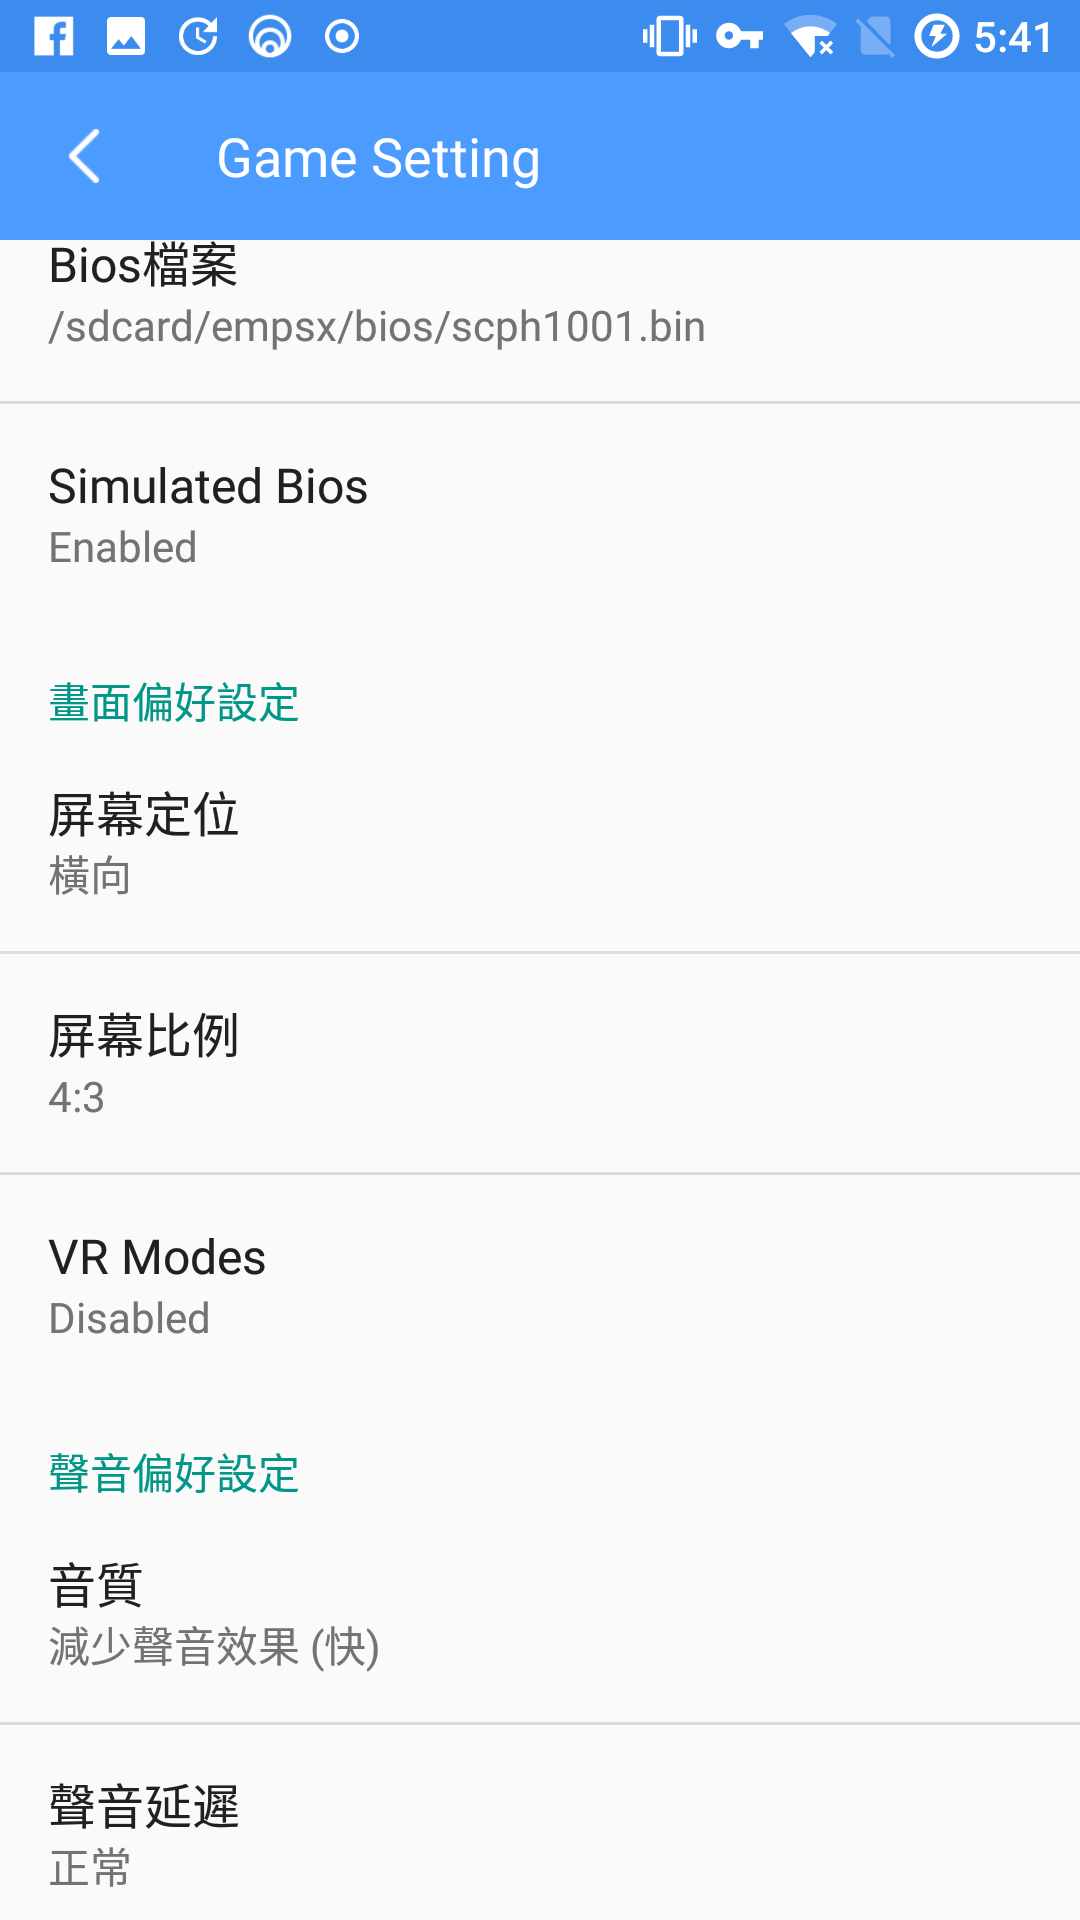 5:41
Game Setting
Bios檔案
/sdcard/empsx/bios/scph1001.bin
Simulated Bios
Enabled
畫面偏好設定
屏幕定位
橫向
屏幕比例
4:3
VR Modes
Disabled
聲音偏好設定
音質
減少聲音效果 (快)
聲音延遲
正常